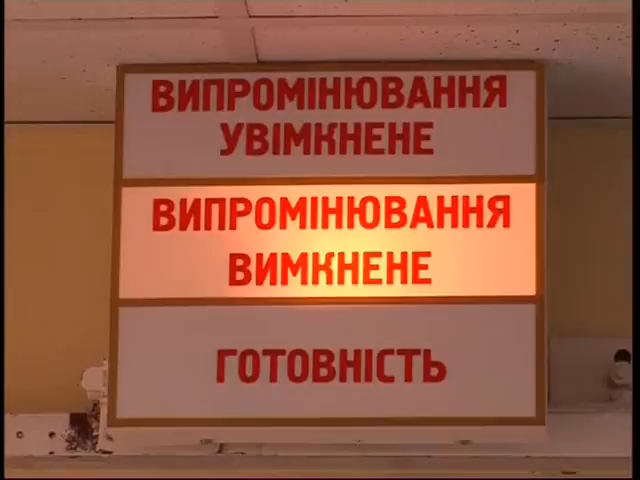 ВИПРОМІНЮВАННЯ
УВІМКНЕНЕ
ВИПРОМІНЮВАННЯ
ВИМКНЕНЕ
ГОТОВНІСТЬ